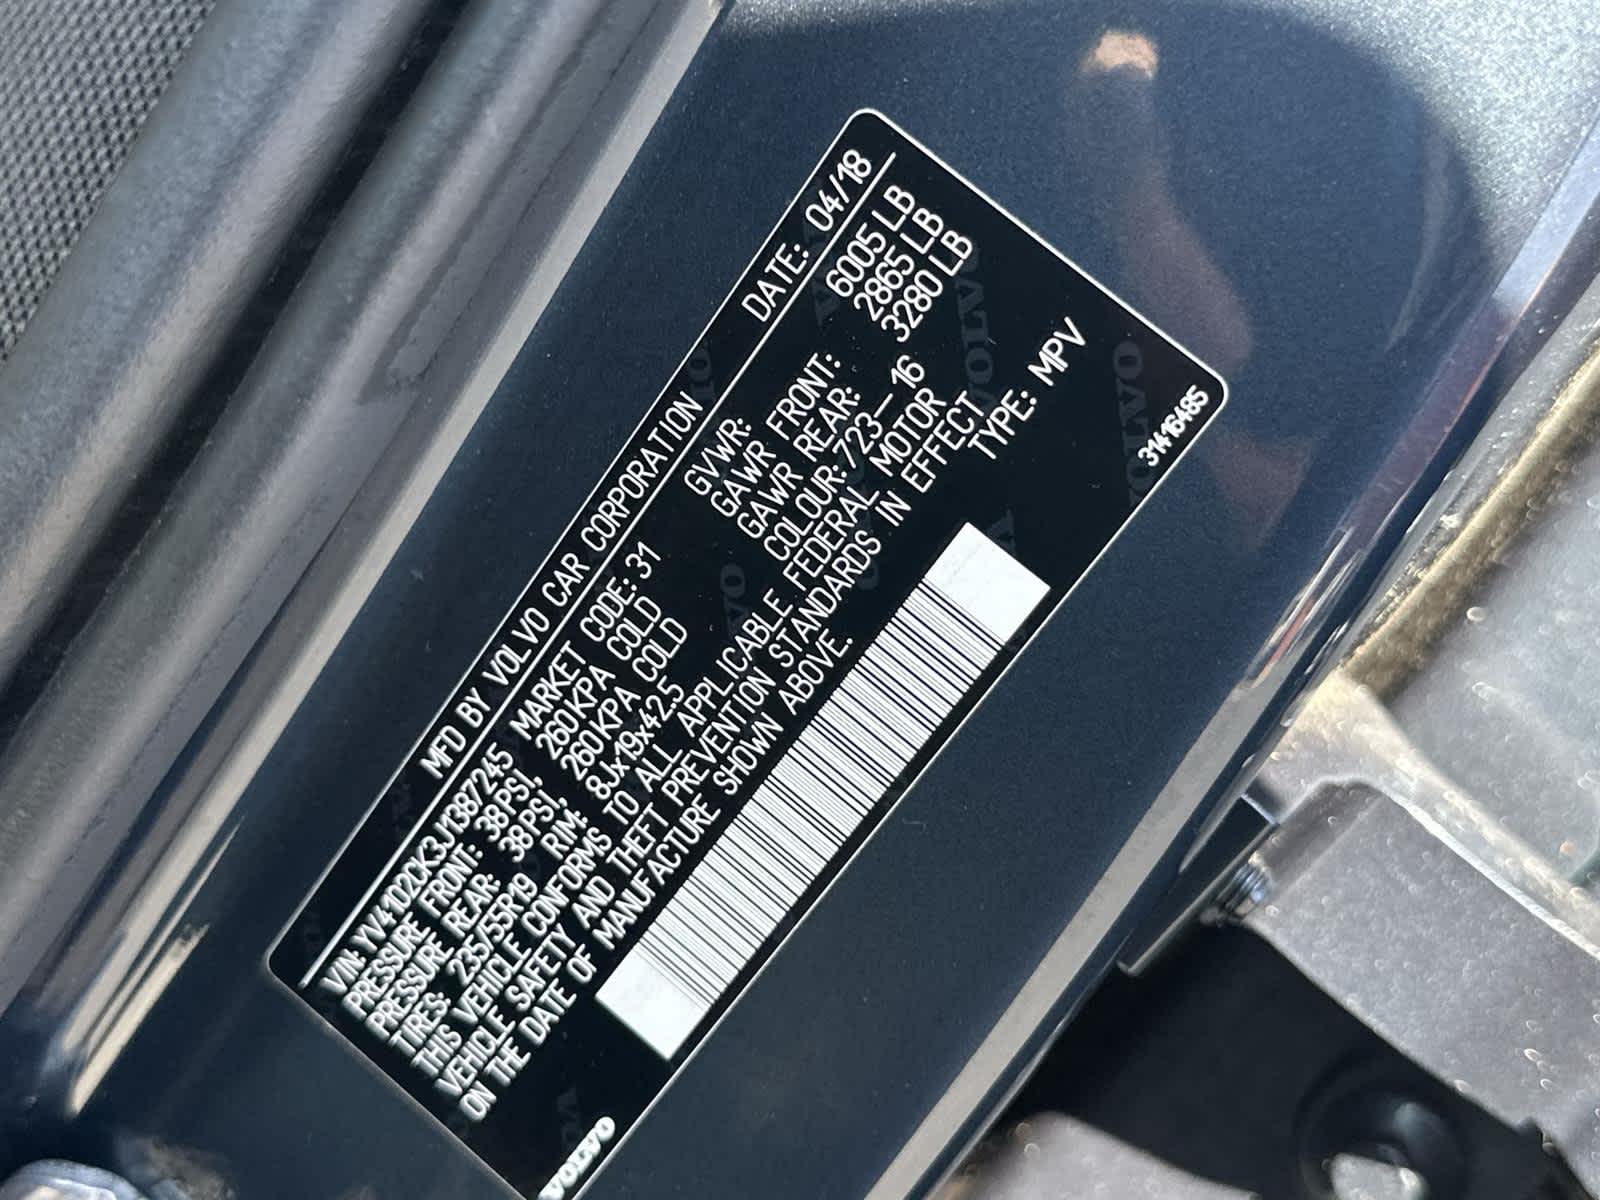 MFD BY VOLVO CAR CORPORATION DATE: 04/18
VIN: YV4102CK3J1387245 MARKET CODE: 31
PRESSURE FRONT: 38PSI, 260KPA COLD
PRESSURE REAR: 38PSI, 260KPA COLD
TIRES: 235/55R19 RIM: 8Jx19x42.5
GVWR: 6005 LB
GAWR FRONT: 2865 LB
GAWR REAR: 3280 LB
COLOUR: 723-16
THIS VEHICLE CONFORMS TO ALL APPLICABLE FEDERAL MOTOR
VEHICLE SAFETY AND THEFT PREVENTION STANDARDS IN EFFECT
ON THE DATE OF MANUFACTURE SHOWN ABOVE. TYPE: MPV
VOLVO
31416485